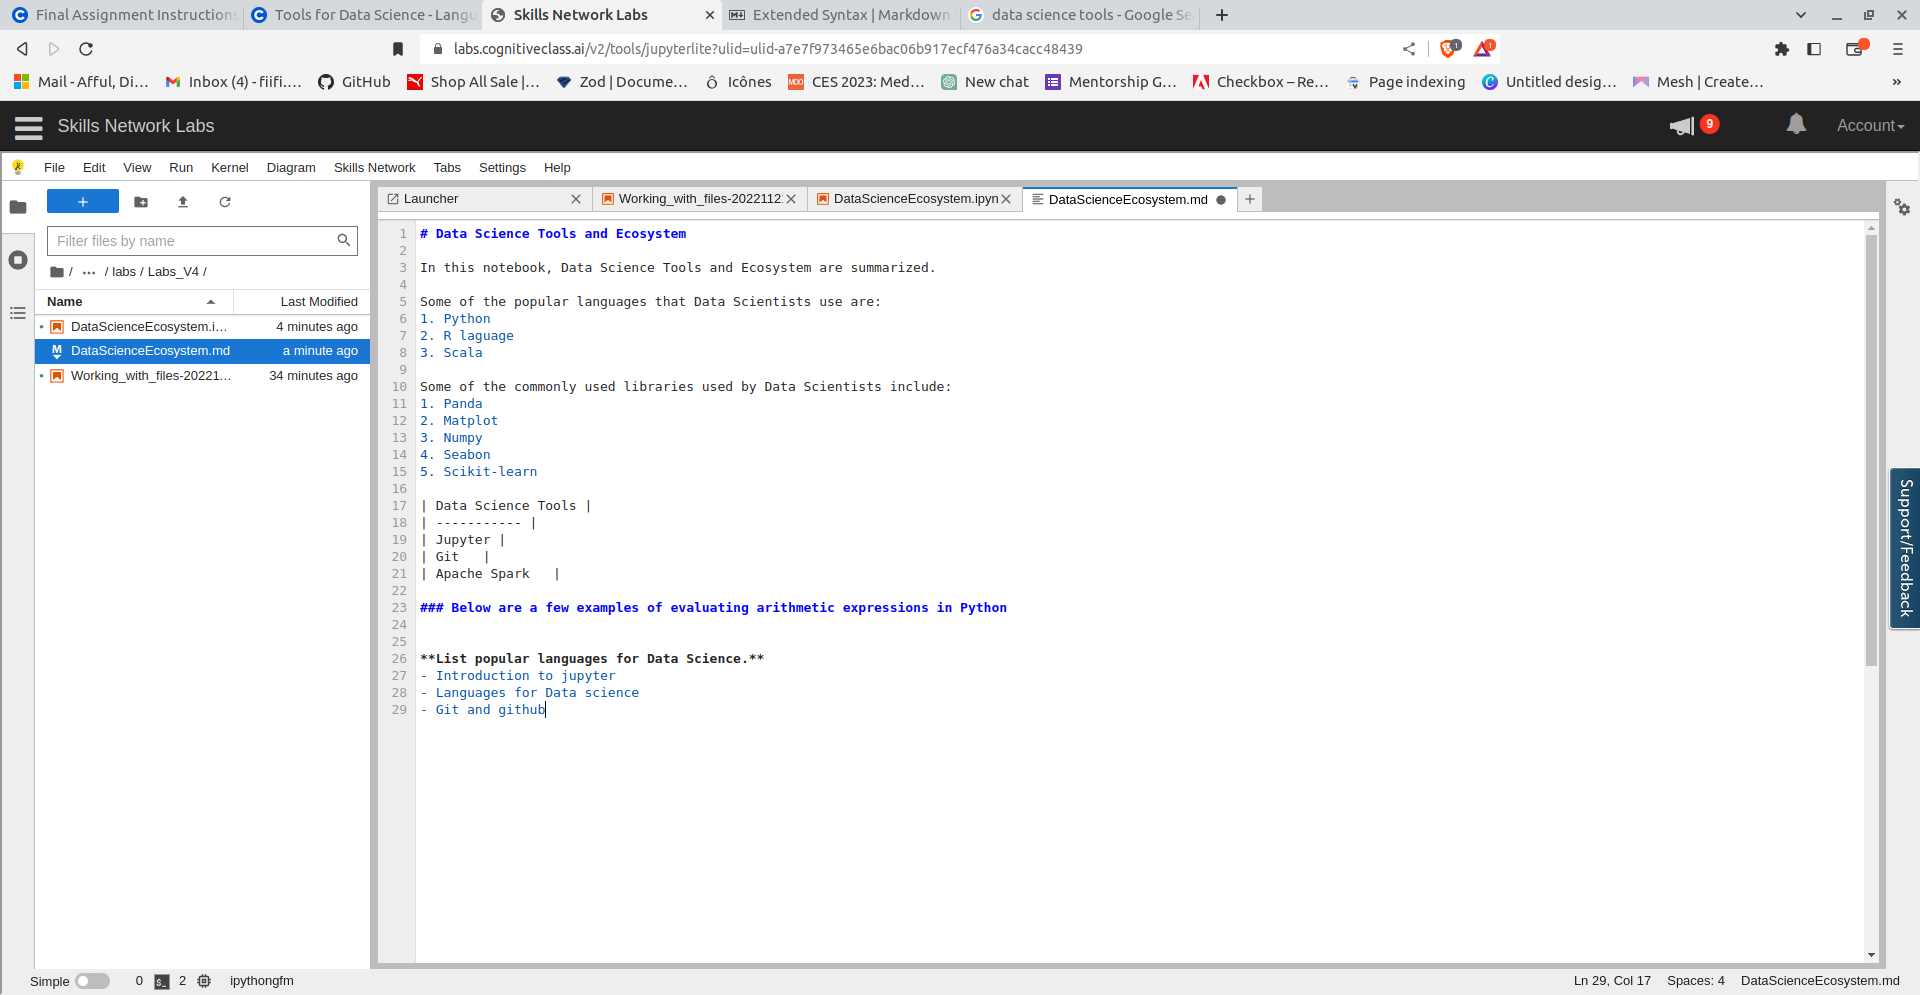 Final Assignment Instructions
Tools for Data Science - Langu
Skills Network Labs
Extended Syntax | Markdown
data science tools - Google Se
labs.cognitiveclass.ai/v2/tools/jupyterlite?ulid=ulid-a7e7f973465e6bac06b917ecf476a34cacc48439
1
1
Mail - Afful, Di...
Inbox (4) - fiifi....
GitHub
Shop All Sale |...
Zod | Docume...
Icônes
CES 2023: Med...
New chat
Mentorship G...
Checkbox – Re...
Page indexing
Untitled desig...
Mesh | Create...
»
Skills Network Labs
9
Account
File Edit View Run Kernel Diagram Skills Network Tabs Settings Help
+
Launcher
Working_with_files-2022112
DataScienceEcosystem.ipyn
DataScienceEcosystem.md
Filter files by name
/ ... / labs / Labs_V4 /
Name Last Modified
DataScienceEcosystem.i... 4 minutes ago
DataScienceEcosystem.md a minute ago
Working_with_files-20221... 34 minutes ago
1 # Data Science Tools and Ecosystem
2
3 In this notebook, Data Science Tools and Ecosystem are summarized.
4
5 Some of the popular languages that Data Scientists use are:
6 1. Python
7 2. R laguage
8 3. Scala
9
10 Some of the commonly used libraries used by Data Scientists include:
11 1. Panda
12 2. Matplot
13 3. Numpy
14 4. Seabon
15 5. Scikit-learn
16
17 | Data Science Tools |
18 | ----------- |
19 | Jupyter |
20 | Git   |
21 | Apache Spark   |
22
23 ### Below are a few examples of evaluating arithmetic expressions in Python
24
25
26 **List popular languages for Data Science.**
27 - Introduction to jupyter
28 - Languages for Data science
29 - Git and github
Support/Feedback
Simple 0 $_ 2 ipythongfm
Ln 29, Col 17 Spaces: 4 DataScienceEcosystem.md